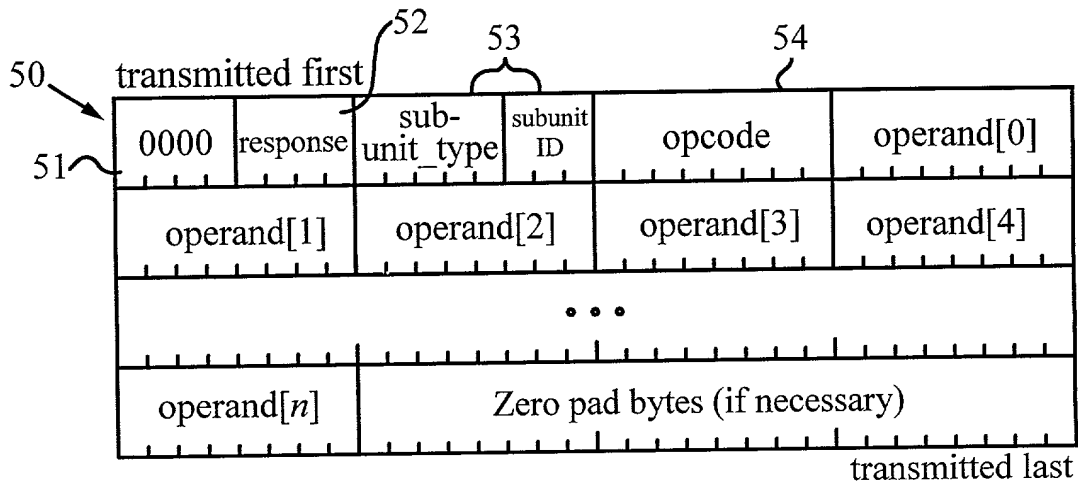 52
53
54
50
transmitted first
51
0000
response
sub-
unit_type
subunit
ID
opcode
operand[0]
operand[1]
operand[2]
operand[3]
operand[4]
operand[n]
Zero pad bytes (if necessary)
transmitted last